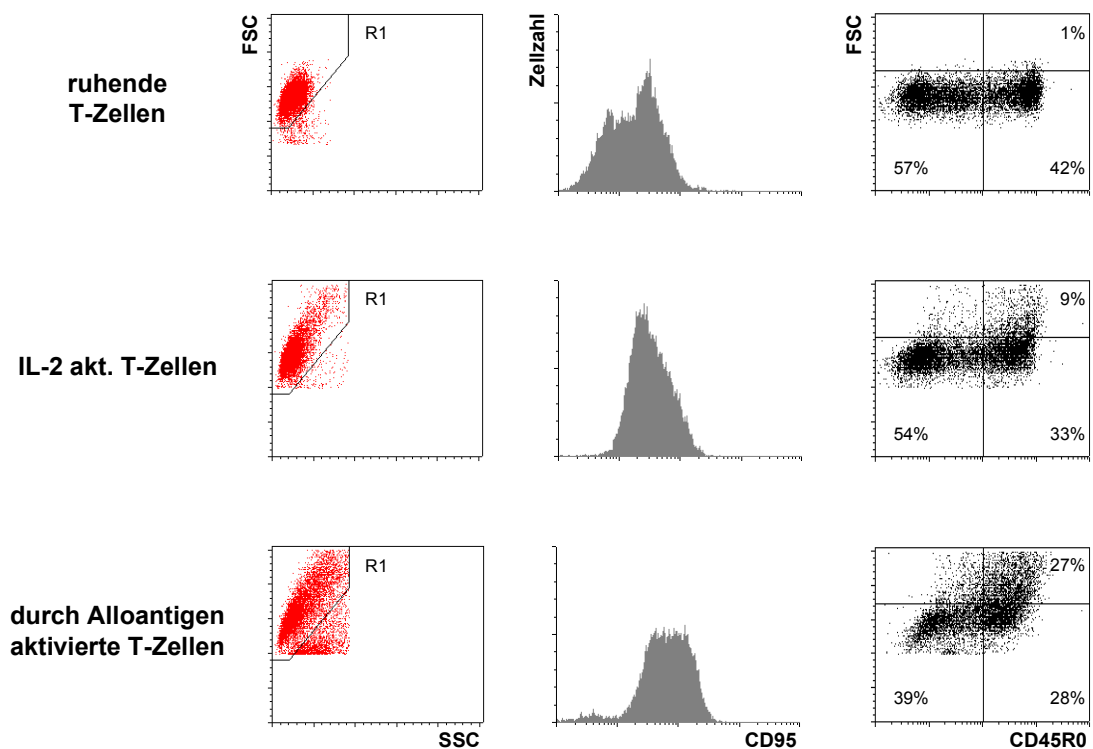 FSC
R1
Zellzahl
FSC
1%
ruhende
T-Zellen
57%
42%
R1
9%
IL-2 akt. T-Zellen
54%
33%
R1
27%
durch Alloantigen
aktivierte T-Zellen
39%
28%
SSC
CD95
CD45R0